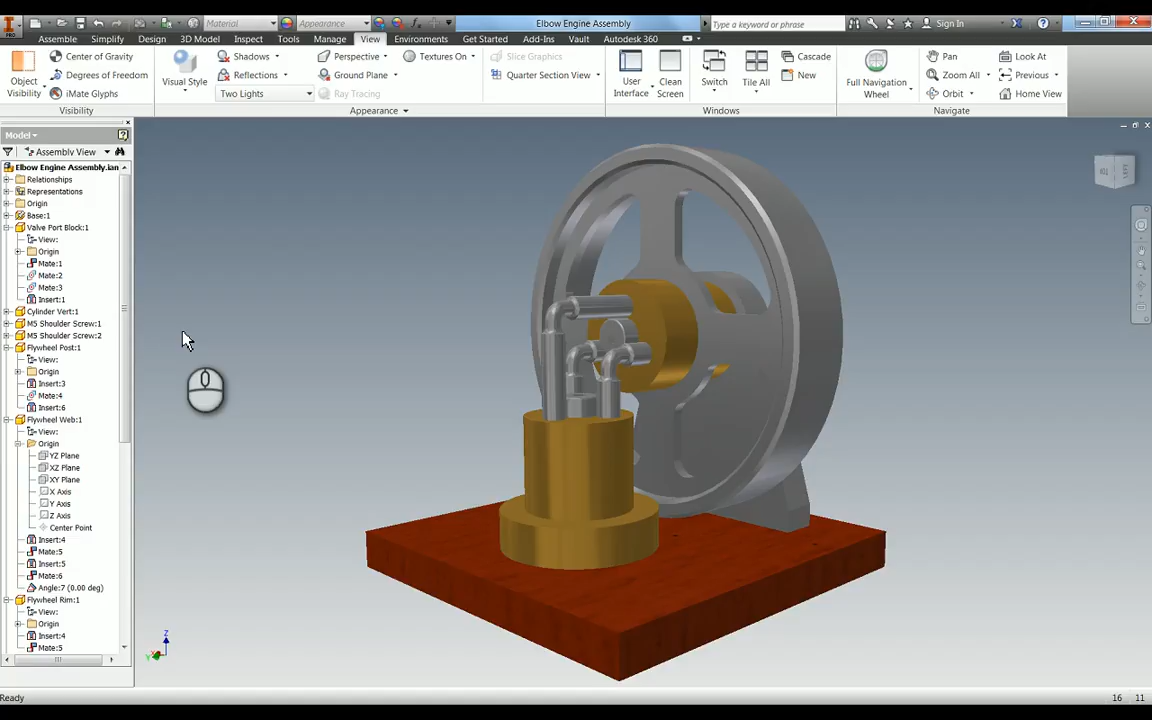 Material
Appearance
Elbow Engine Assembly
Type a keyword or phrase
Sign In
PRO
Assemble Simplify Design 3D Model Inspect Tools Manage View Environments Get Started Add-Ins Vault Autodesk 360
Object Visibility
Center of Gravity
Degrees of Freedom
iMate Glyphs
Visibility
Visual Style
Shadows
Reflections
Two Lights
Perspective
Ground Plane
Ray Tracing
Textures On
Slice Graphics
Quarter Section View
Appearance
User Interface
Clean Screen
Switch
Tile All
Cascade
New
Windows
Full Navigation Wheel
Pan
Zoom All
Orbit
Look At
Previous
Home View
Navigate
Model
Assembly View
Elbow Engine Assembly.iam
Relationships
Representations
Origin
Base:1
Valve Port Block:1
View:
Origin
Mate:1
Mate:2
Mate:3
Insert:1
Cylinder Vert:1
M5 Shoulder Screw:1
M5 Shoulder Screw:2
Flywheel Post:1
View:
Origin
Insert:3
Mate:4
Insert:6
Flywheel Web:1
View:
Origin
YZ Plane
XZ Plane
XY Plane
X Axis
Y Axis
Z Axis
Center Point
Insert:4
Mate:5
Insert:5
Mate:6
Angle:7 (0.00 deg)
Flywheel Rim:1
View:
Origin
Insert:4
Mate:5
Z
Ready
16 11